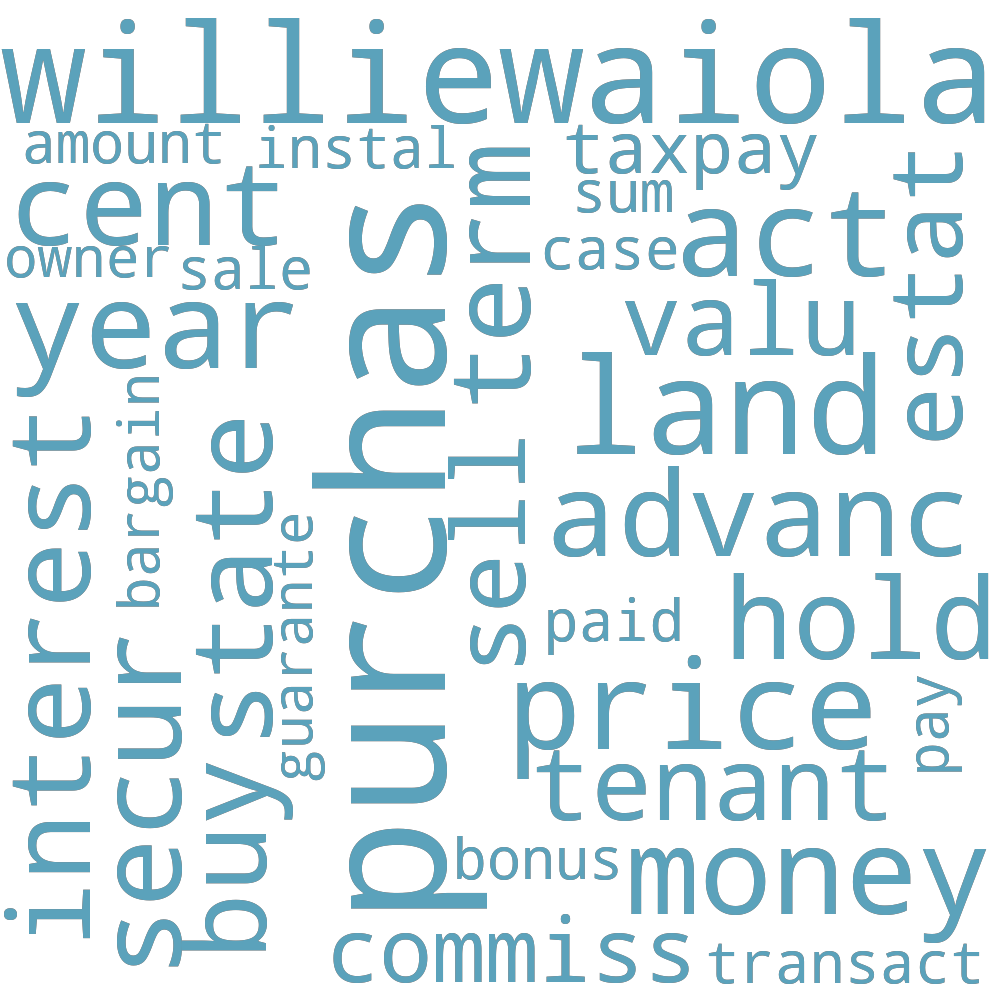 williewaiola
amount
instal
taxpay
cent
sum
act
owner
sale
case
estat
term
year
valu
purchas
land
interest
bargain
state
sell
advanc
guarante
secur
paid
hold
buy
price
pay
tenant
bonus
money
commiss
transact